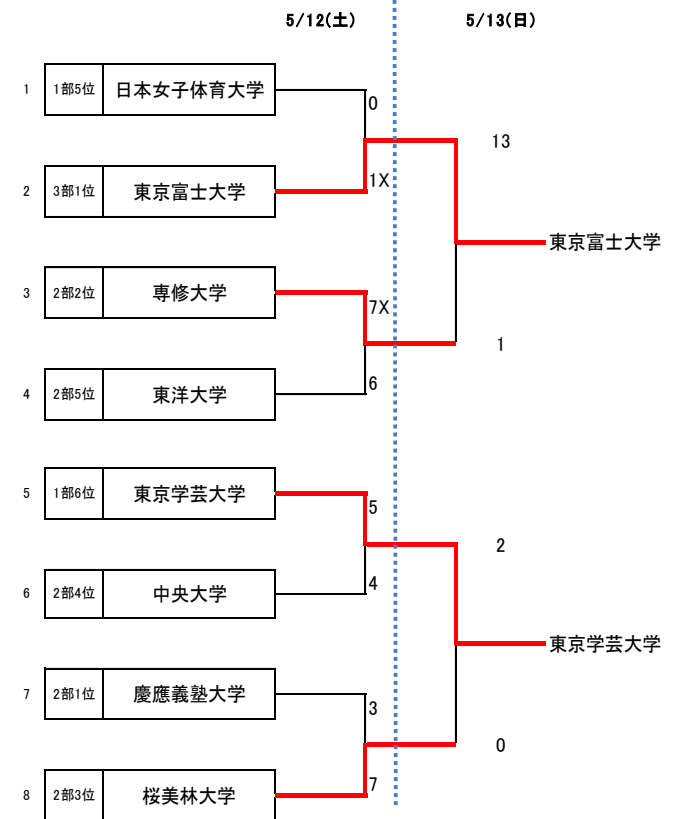 5/12(土) 5/13(日)
1 1部5位 日本女子体育大学
0
13
2 3部1位 東京富士大学
1X
東京富士大学
3 2部2位 専修大学
7X
1
4 2部5位 東洋大学
6
5 1部6位 東京学芸大学
5
2
6 2部4位 中央大学
4
東京学芸大学
7 2部1位 慶應義塾大学
3
0
8 2部3位 桜美林大学
7